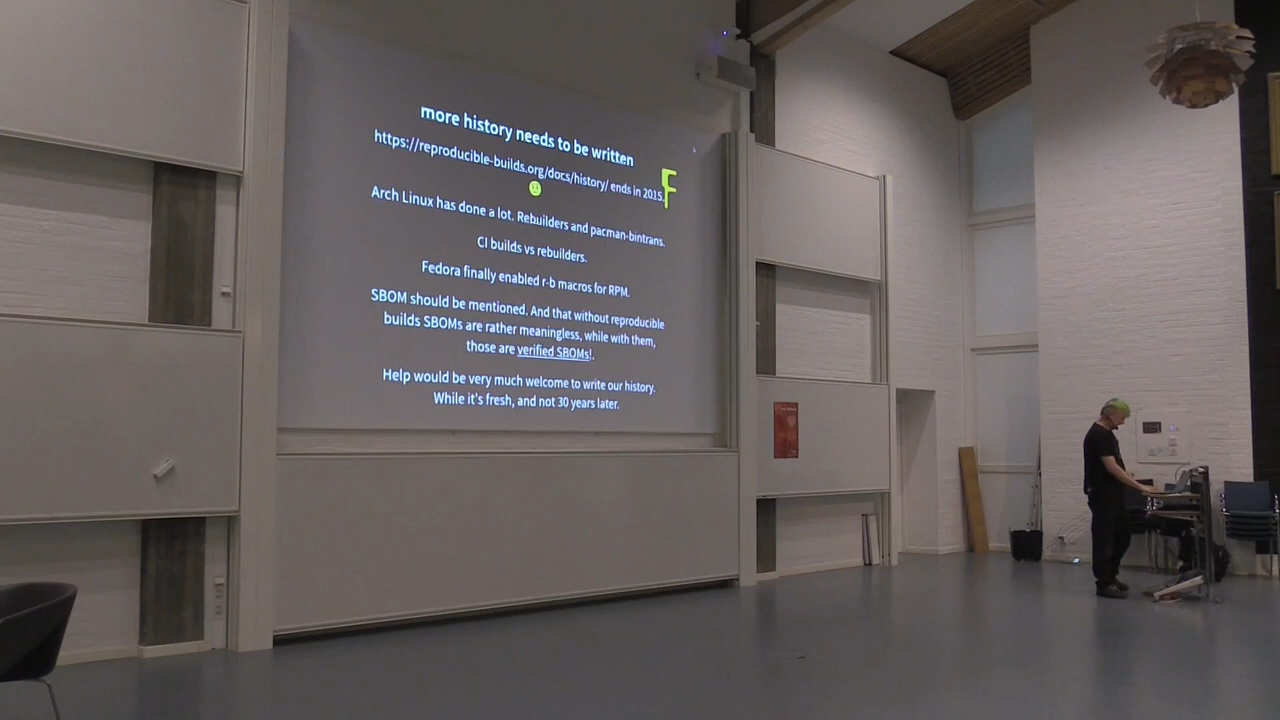 more history needs to be written
https://reproducible-builds.org/docs/history/ ends in 2015.
F
Arch Linux has done a lot. Rebuilders and pacman-bintrans.
CI builds vs rebuilders.
Fedora finally enabled r-b macros for RPM.
SBOM should be mentioned. And that without reproducible
builds SBOMs are rather meaningless, while with them,
those are verified SBOMs!.
Help would be very much welcome to write our history.
While it's fresh, and not 30 years later.